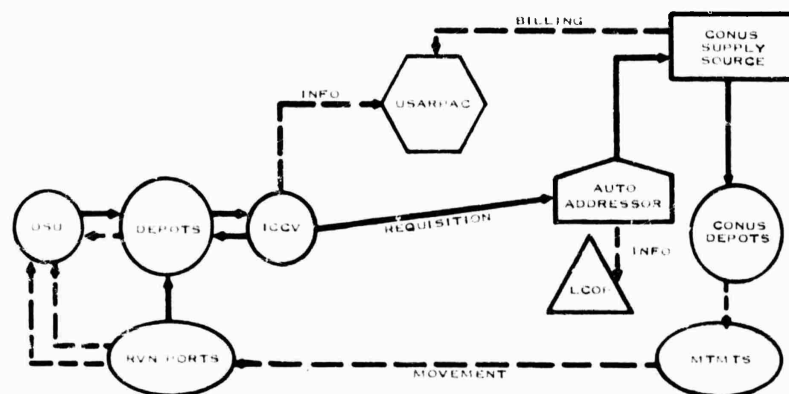 BILLING
CONUS
SUPPLY
SOURCE
INFO
USARPAC
AUTO
ADDRESSOR
DSU
DEPOTS
ICCV
REQUISITION
CONUS
DEPOTS
INFO
LCOP
RVN PORTS
MOVEMENT
MTMTS